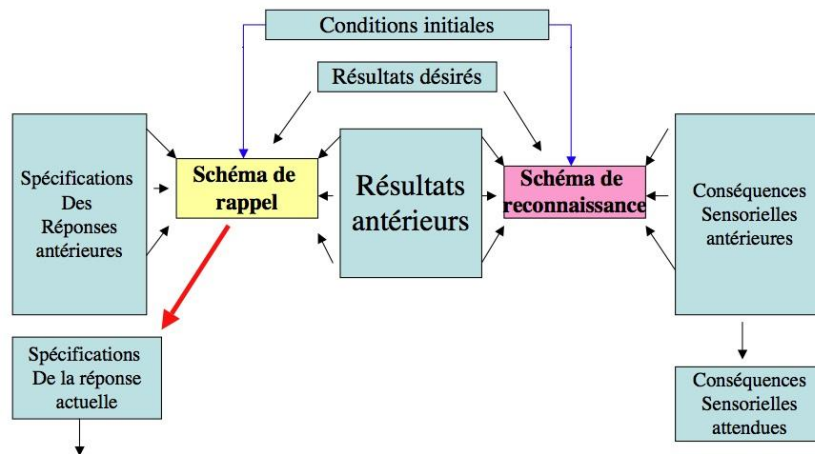 Conditions initiales
Résultats désirés
Spécifications
Des
Réponses
antérieures
Schéma de
rappel
Résultats
antérieurs
Schéma de
reconnaissance
Conséquences
Sensorielles
antérieures
Spécifications
De la réponse
actuelle
Conséquences
Sensorielles
attendues